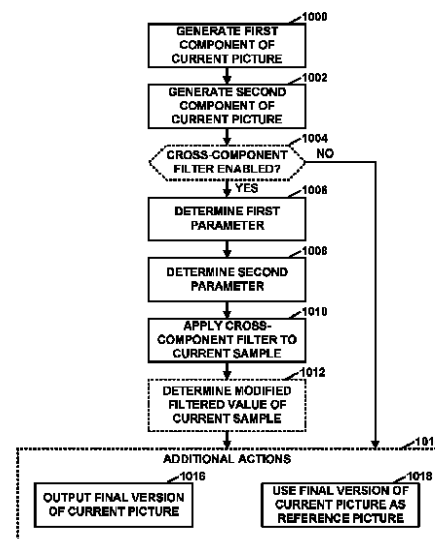 1000
GENERATE FIRST
COMPONENT OF
CURRENT PICTURE
1002
GENERATE SECOND
COMPONENT OF
CURRENT PICTURE
1004
CROSS-COMPONENT
FILTER ENABLED?
NO
YES
1006
DETERMINE FIRST
PARAMETER
1008
DETERMINE SECOND
PARAMETER
1010
APPLY CROSS-
COMPONENT FILTER TO
CURRENT SAMPLE
1012
DETERMINE MODIFIED
FILTERED VALUE OF
CURRENT SAMPLE
101
ADDITIONAL ACTIONS
1016
OUTPUT FINAL VERSION
OF CURRENT PICTURE
1018
USE FINAL VERSION OF
CURRENT PICTURE AS
REFERENCE PICTURE